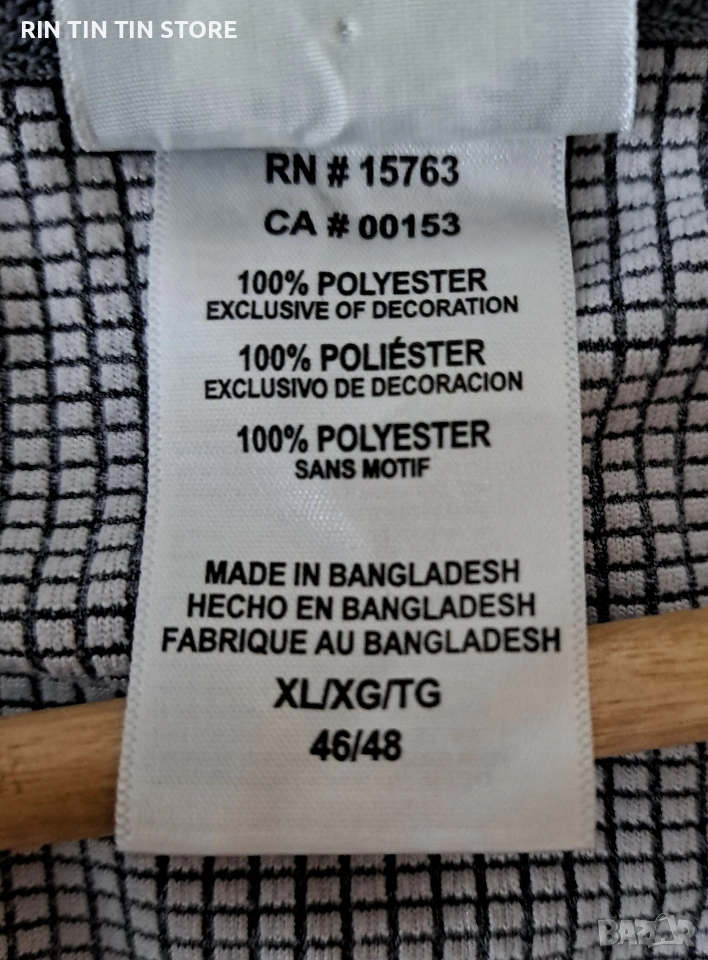 RIN TIN TIN STORE
RN # 15763
CA # 00153
100% POLYESTER
EXCLUSIVE OF DECORATION
100% POLIÉSTER
EXCLUSIVO DE DECORACION
100% POLYESTER
SANS MOTIF
MADE IN BANGLADESH
HECHO EN BANGLADESH
FABRIQUE AU BANGLADESH
XL/XG/TG
46/48
BAZAR